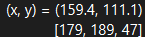 (x, y) = (159.4, 111.1)
[179, 189, 47]